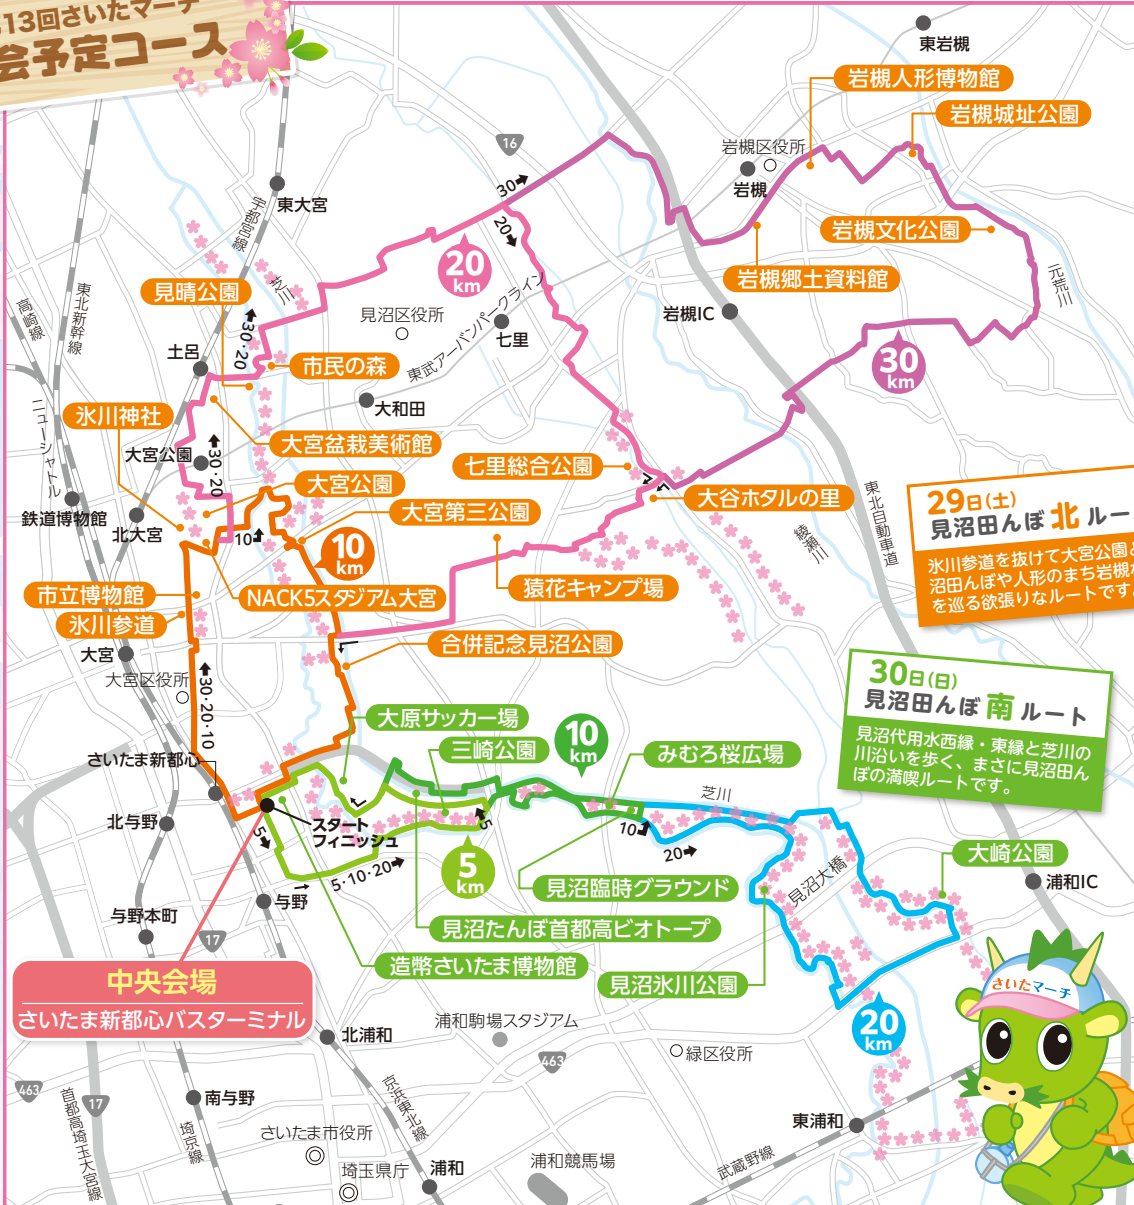 13回さいたマーチ
会予定コース
東岩槻
岩槻人形博物館
岩槻城址公園
16
岩槻区役所
岩槻
30
20
東大宮
宇都宮線
岩槻文化公園
20
km
岩槻郷土資料館
元荒川
見晴公園
芝川
高崎線
東北新幹線
見沼区役所
岩槻IC
30・20
七里
東武アーバンパークライン
土呂
市民の森
30
km
大和田
氷川神社
ニューシャトル
大宮盆栽美術館
大宮公園
30・20
七里総合公園
大宮公園
大谷ホタルの里
鉄道博物館
北大宮
大宮第三公園
10
10
km
綾瀬川
東北自動車道
29日(土)
見沼田んぼ 北 ルー
氷川参道を抜けて大宮公園
沼田んぼや人形のまち岩槻
を巡る欲張りなルートです。
市立博物館
NACK5スタジアム大宮
猿花キャンプ場
氷川参道
合併記念見沼公園
大宮
大宮区役所
30・20・10
30日(日)
見沼田んぼ 南 ルート
見沼代用水西縁・東縁と芝川の
川沿いを歩く、まさに見沼田ん
ぼの満喫ルートです。
大原サッカー場
三崎公園
10
km
みむろ桜広場
さいたま新都心
芝川
北与野
スタート
フィニッシュ
5
5
10
20
5・10・20
5
km
見沼大橋
大崎公園
浦和IC
見沼臨時グラウンド
与野
与野本町
17
見沼たんぼ首都高ビオトープ
造幣さいたま博物館
見沼氷川公園
中央会場
さいたま新都心バスターミナル
さいたマーチ
20
km
北浦和
浦和駒場スタジアム
463
緑区役所
463
17
首都高埼玉大宮線
南与野
埼京線
京浜東北線
さいたま市役所
東浦和
埼玉県庁
浦和
浦和競馬場
武蔵野線